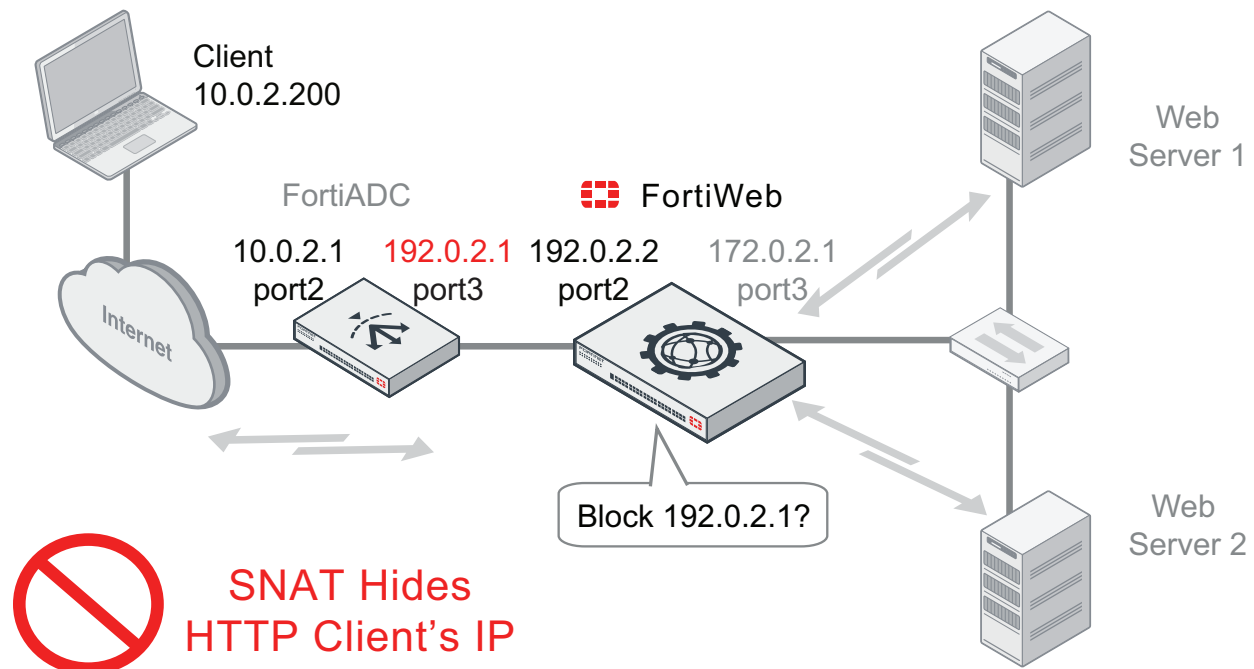 Client
10.0.2.200
Web
Server 1
FortiADC
FortiWeb
10.0.2.1
port2
192.0.2.1
port3
192.0.2.2
port2
172.0.2.1
port3
Internet
Block 192.0.2.1?
Web
Server 2
SNAT Hides
HTTP Client's IP